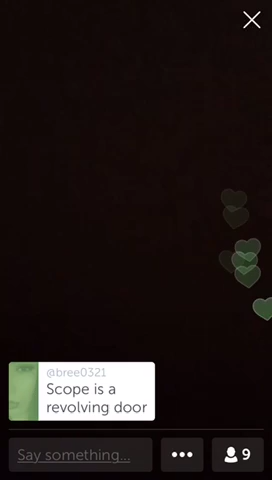 @bree0321
Scope is a
revolving door
Say something...
9